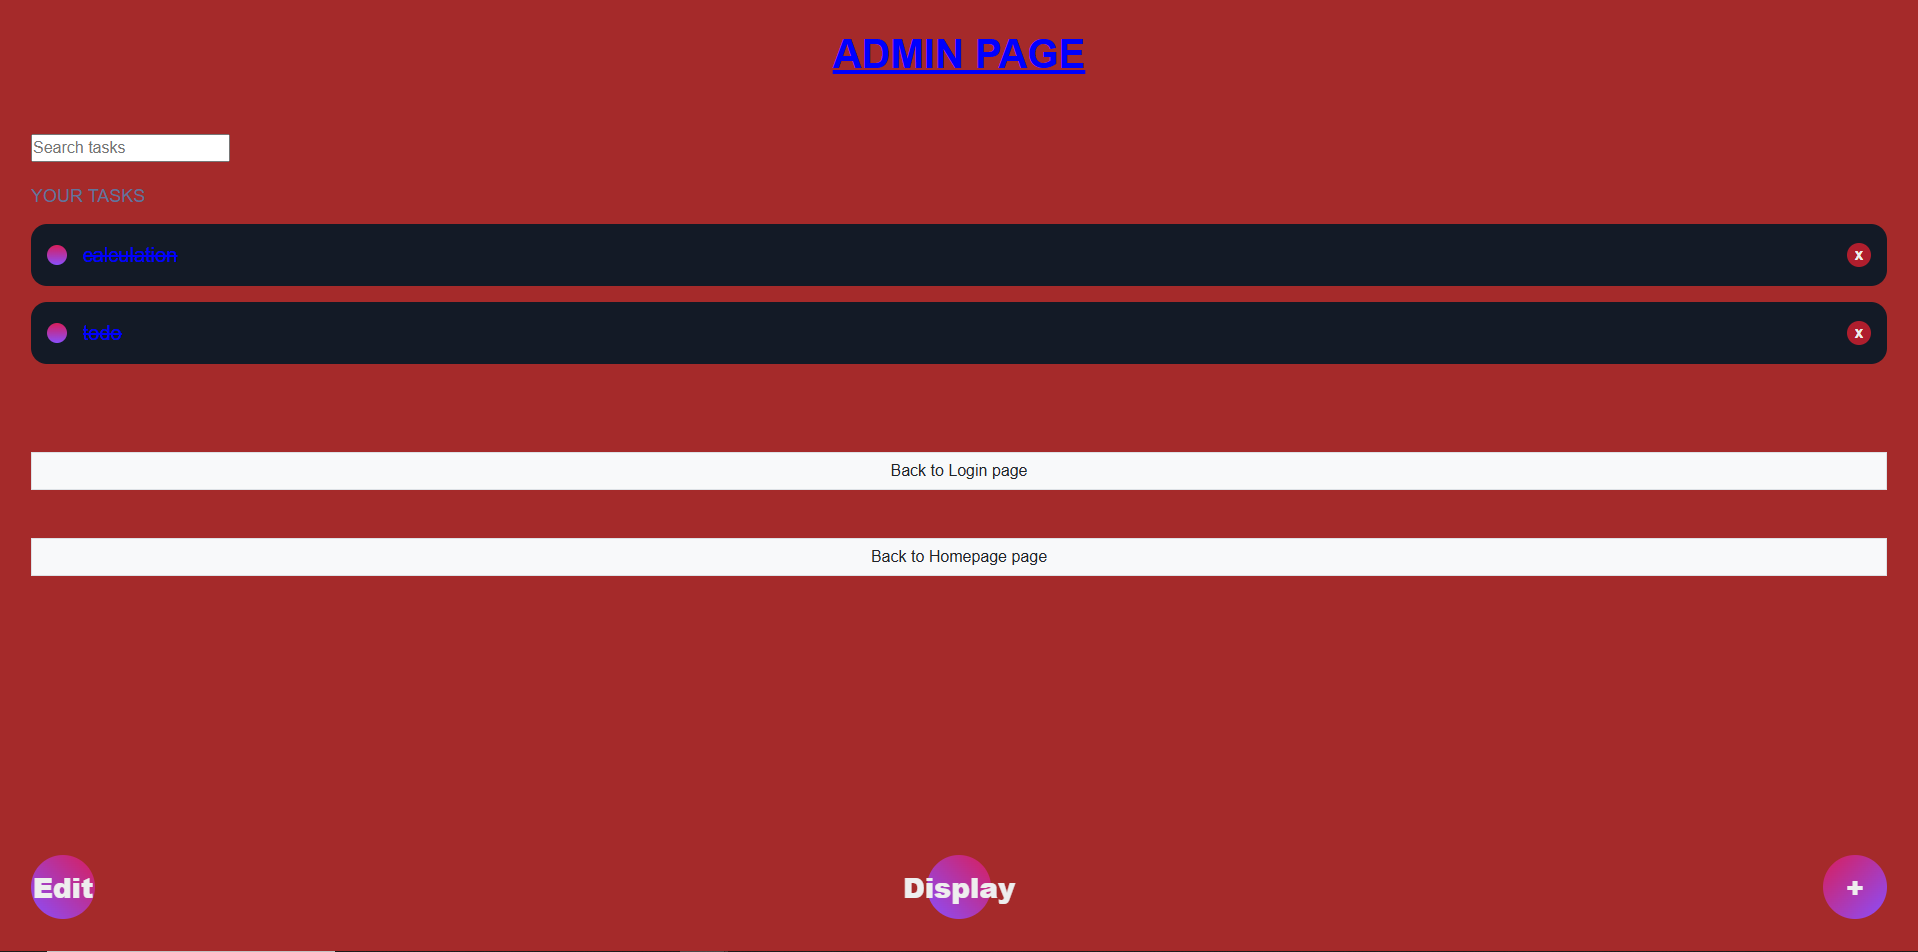 ADMIN PAGE
Search tasks
YOUR TASKS
calculation
x
todo
x
Back to Login page
Back to Homepage page
Edit
Display
+